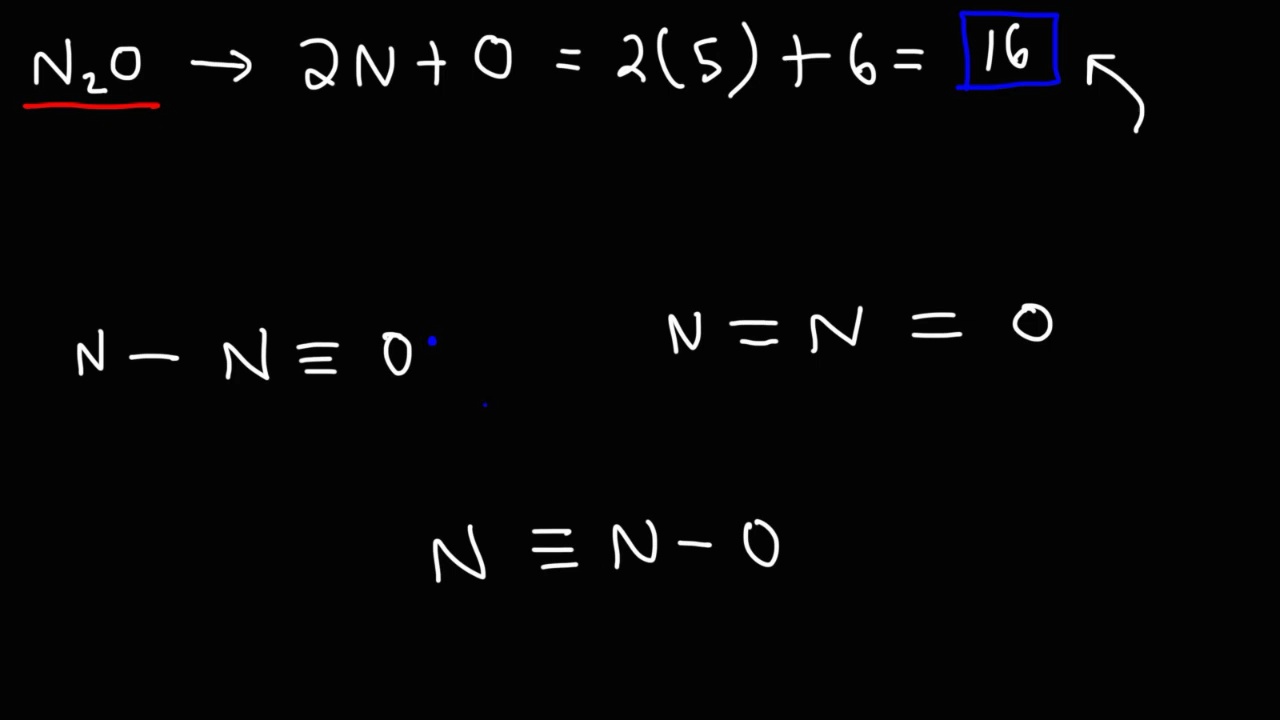 N₂O → 2N + O = 2(5) + 6 = 16
N − N ≡ O
N = N = O
N ≡ N − O